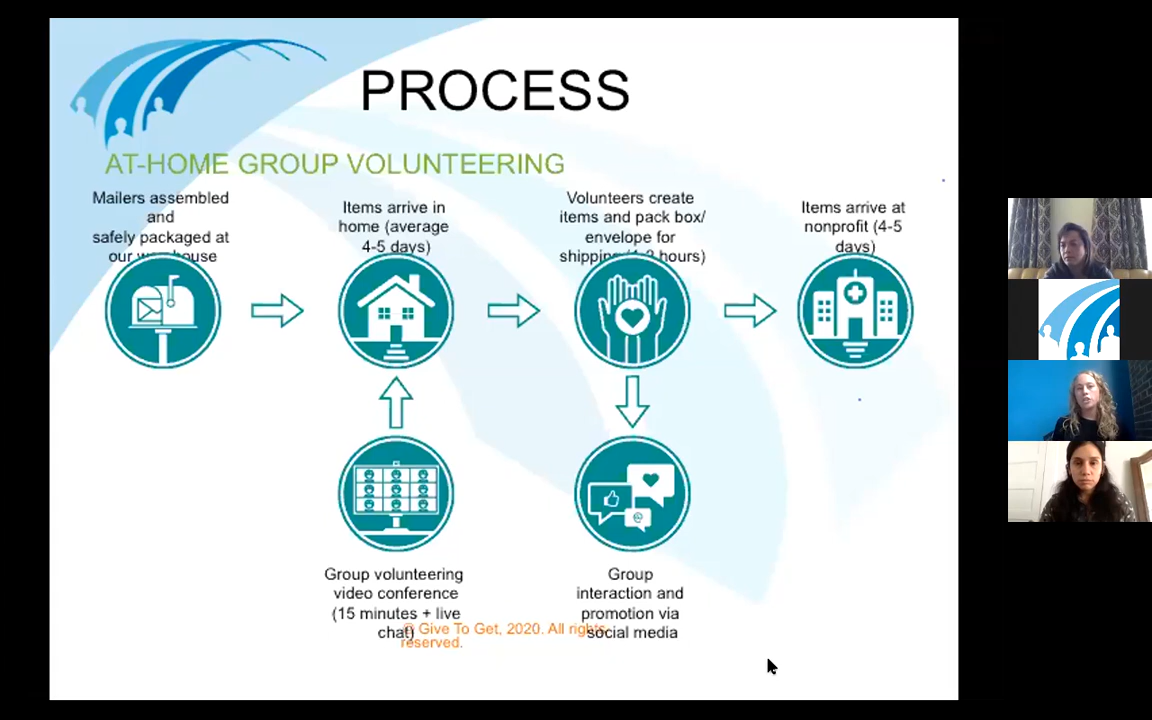 PROCESS
AT-HOME GROUP VOLUNTEERING
Mailers assembled
and
safely packaged at
our warehouse
Items arrive in
home (average
4-5 days)
Volunteers create
items and pack box/
envelope for
shipping hours)
Items arrive at
nonprofit (4-5
days)
Group volunteering
video conference
(15 minutes + live
chat)
Group
interaction and
promotion via
social media
© Give To Get, 2020. All rights
reserved.